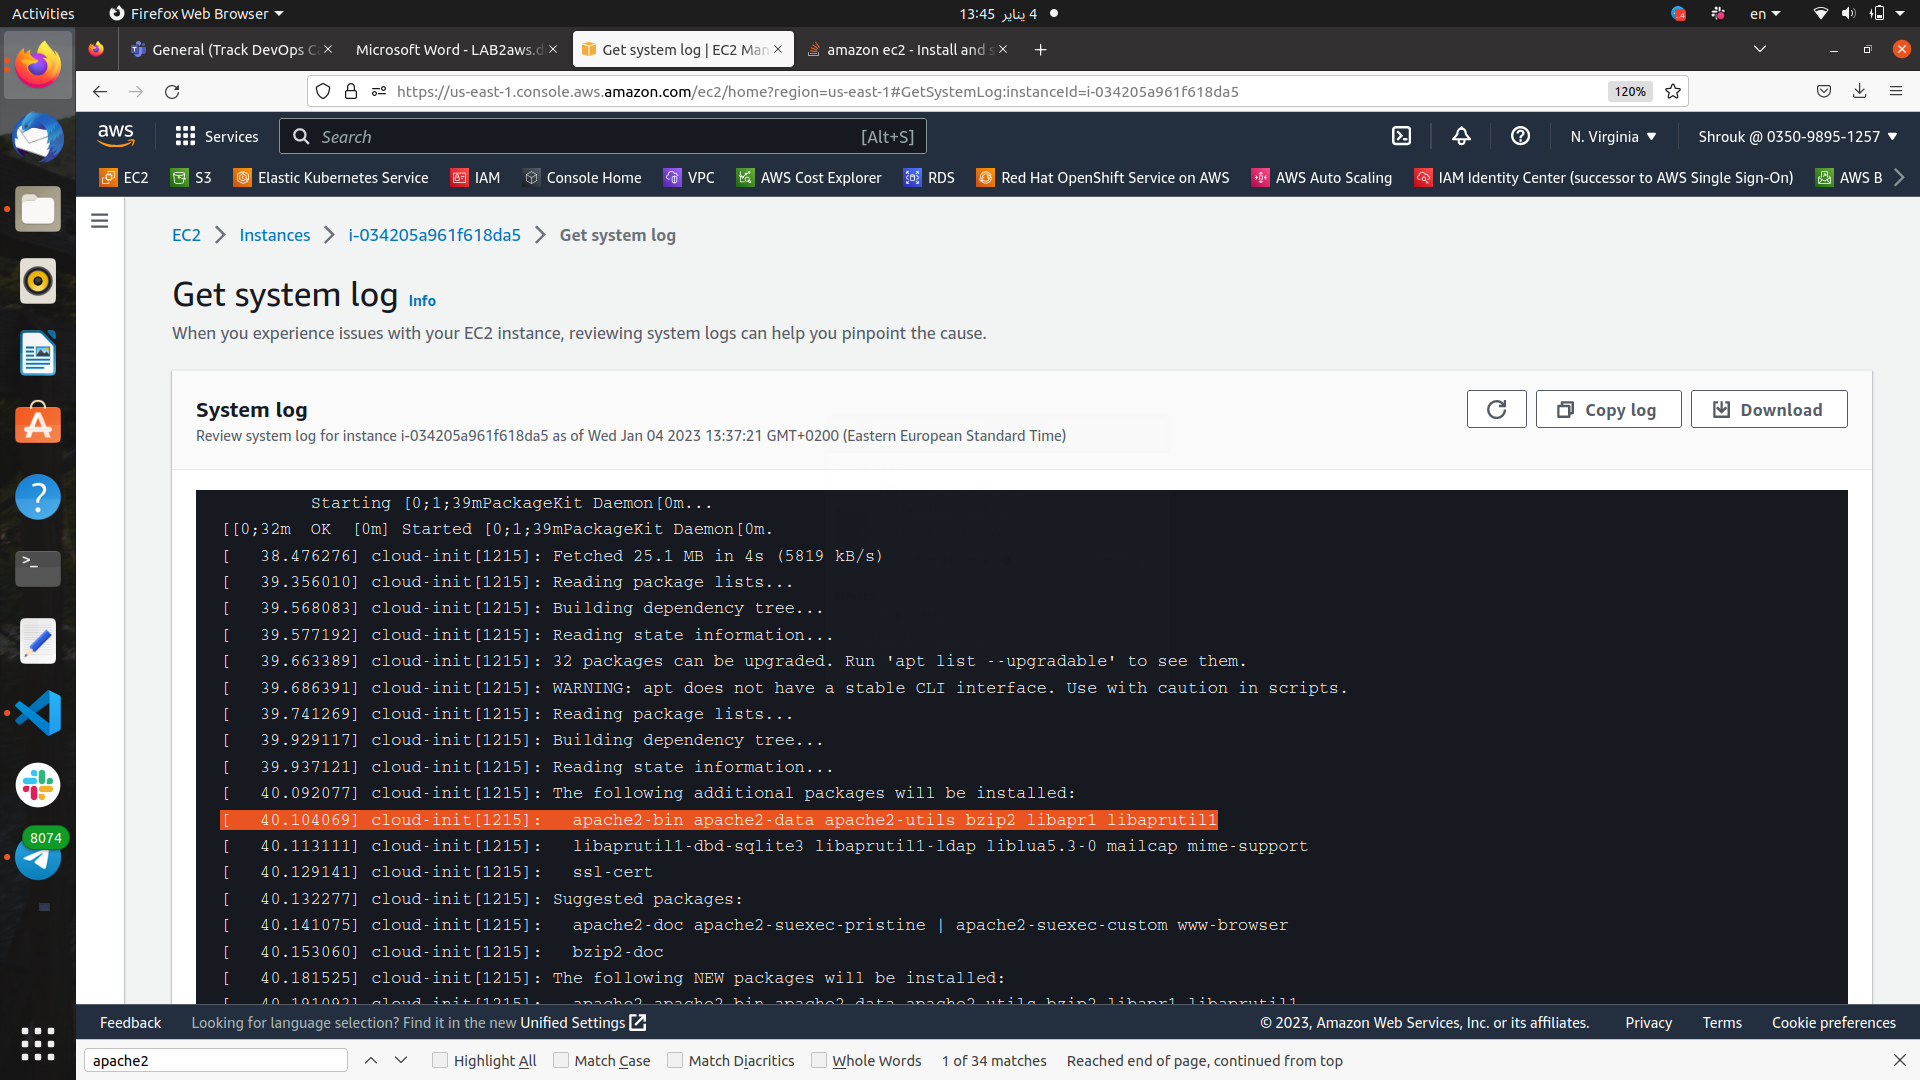 Activities Firefox Web Browser 13:45 4 يناير en
General (Track DevOps C Microsoft Word - LAB2aws.d Get system log | EC2 Man amazon ec2 - Install and s
https://us-east-1.console.aws.amazon.com/ec2/home?region=us-east-1#GetSystemLog:instanceId=i-034205a961f618da5 120%
aws Services Search [Alt+S] N. Virginia Shrouk @ 0350-9895-1257
EC2 S3 Elastic Kubernetes Service IAM Console Home VPC AWS Cost Explorer RDS Red Hat OpenShift Service on AWS AWS Auto Scaling IAM Identity Center (successor to AWS Single Sign-On) AWS B
EC2 Instances i-034205a961f618da5 Get system log
Get system log Info
When you experience issues with your EC2 instance, reviewing system logs can help you pinpoint the cause.
System log
Review system log for instance i-034205a961f618da5 as of Wed Jan 04 2023 13:37:21 GMT+0200 (Eastern European Standard Time)
Copy log Download
Starting [0;1;39mPackageKit Daemon[0m...
[[0;32m OK [0m] Started [0;1;39mPackageKit Daemon[0m.
[ 38.476276] cloud-init[1215]: Fetched 25.1 MB in 4s (5819 kB/s)
[ 39.356010] cloud-init[1215]: Reading package lists...
[ 39.568083] cloud-init[1215]: Building dependency tree...
[ 39.577192] cloud-init[1215]: Reading state information...
[ 39.663389] cloud-init[1215]: 32 packages can be upgraded. Run 'apt list --upgradable' to see them.
[ 39.686391] cloud-init[1215]: WARNING: apt does not have a stable CLI interface. Use with caution in scripts.
[ 39.741269] cloud-init[1215]: Reading package lists...
[ 39.929117] cloud-init[1215]: Building dependency tree...
[ 39.937121] cloud-init[1215]: Reading state information...
[ 40.092077] cloud-init[1215]: The following additional packages will be installed:
[ 40.104069] cloud-init[1215]: apache2-bin apache2-data apache2-utils bzip2 libapr1 libaprutil1
[ 40.113111] cloud-init[1215]: libaprutil1-dbd-sqlite3 libaprutil1-ldap liblua5.3-0 mailcap mime-support
[ 40.129141] cloud-init[1215]: ssl-cert
[ 40.132277] cloud-init[1215]: Suggested packages:
[ 40.141075] cloud-init[1215]: apache2-doc apache2-suexec-pristine | apache2-suexec-custom www-browser
[ 40.153060] cloud-init[1215]: bzip2-doc
[ 40.181525] cloud-init[1215]: The following NEW packages will be installed:
[ 40.191092] cloud-init[1215]: apache2 apache2-bin apache2-data apache2-utils bzip2 libapr1 libaprutil1
8074
Feedback Looking for language selection? Find it in the new Unified Settings © 2023, Amazon Web Services, Inc. or its affiliates. Privacy Terms Cookie preferences
apache2 Highlight All Match Case Match Diacritics Whole Words 1 of 34 matches Reached end of page, continued from top